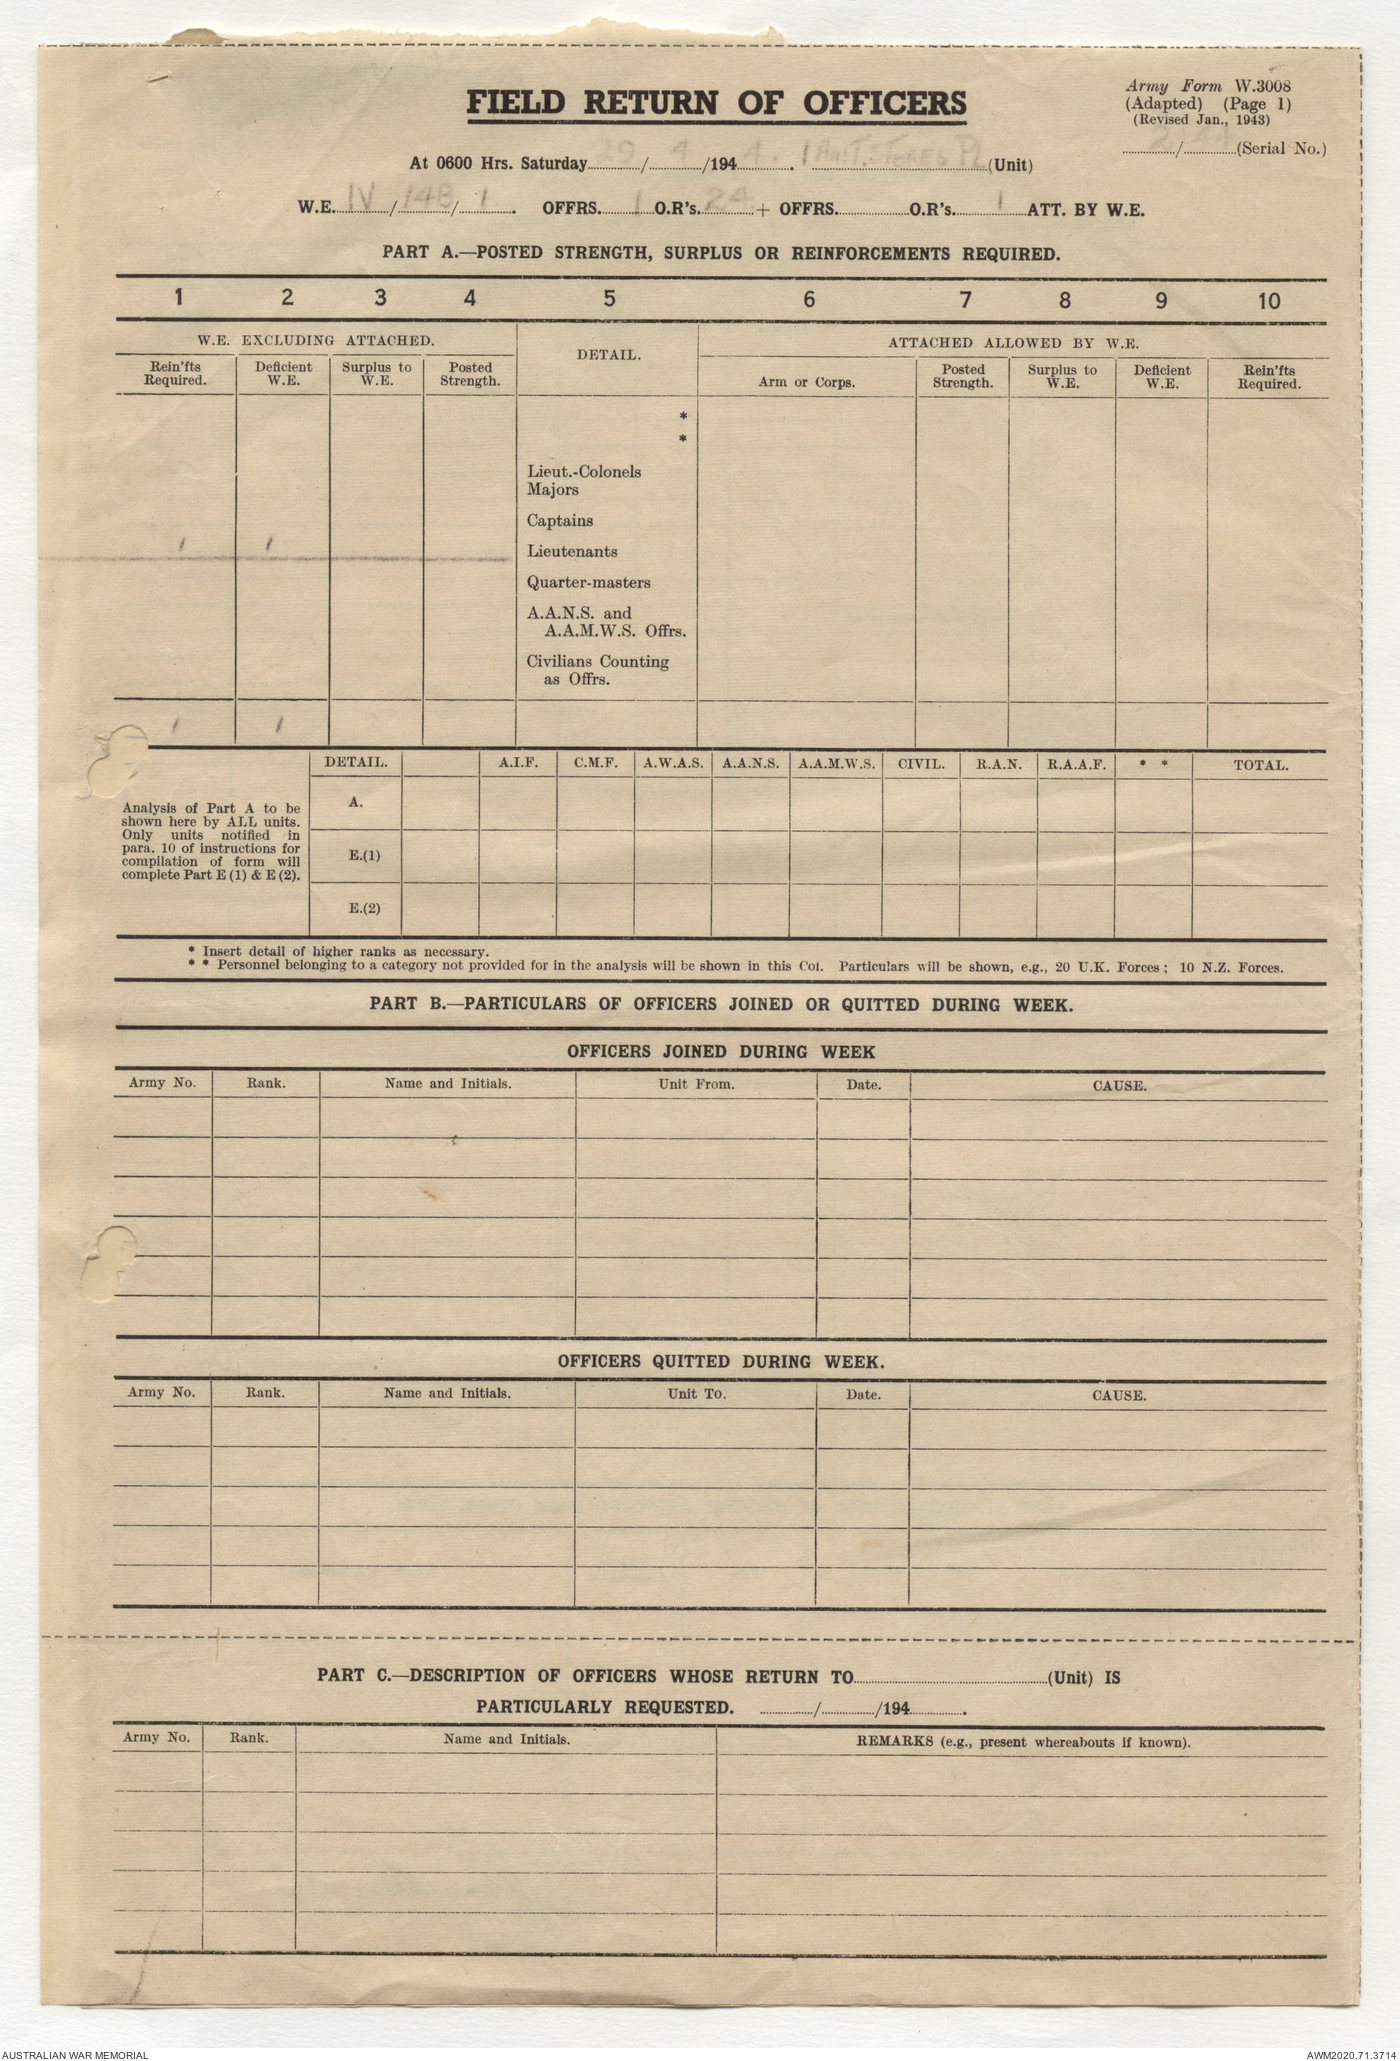 FIELD RETURN OF OFFICERS
Army Form W.3008
(Adapted) (Page 1)
(Revised Jan., 1943)
........../..........(Serial No.)
At 0600 Hrs. Saturday 29/4/194 4. 1 STORES PL (Unit)
W.E. IV/14B/1. OFFRS. 1 O.R's. 24 + OFFRS..........O.R's. 1 ATT. BY W.E.
PART A.—POSTED STRENGTH, SURPLUS OR REINFORCEMENTS REQUIRED.
1 2 3 4 5 6 7 8 9 10
W.E. EXCLUDING ATTACHED. DETAIL. ATTACHED ALLOWED BY W.E.
Rein'fts Required. Deficient W.E. Surplus to W.E. Posted Strength. Arm or Corps. Posted Strength. Surplus to W.E. Deficient W.E. Rein'fts Required.
*
*
Lieut.-Colonels
Majors
Captains
1 1 Lieutenants
Quarter-masters
A.A.N.S. and
A.A.M.W.S. Offrs.
Civilians Counting
as Offrs.
1 1
DETAIL. A.I.F. C.M.F. A.W.A.S. A.A.N.S. A.A.M.W.S. CIVIL. R.A.N. R.A.A.F. * * TOTAL.
Analysis of Part A to be
shown here by ALL units.
Only units notified in
para. 10 of instructions for
compilation of form will
complete Part E (1) & E (2).
A.
E.(1)
E.(2)
* Insert detail of higher ranks as necessary.
* * Personnel belonging to a category not provided for in the analysis will be shown in this Col. Particulars will be shown, e.g., 20 U.K. Forces; 10 N.Z. Forces.
PART B.—PARTICULARS OF OFFICERS JOINED OR QUITTED DURING WEEK.
OFFICERS JOINED DURING WEEK
Army No. Rank. Name and Initials. Unit From. Date. CAUSE.
OFFICERS QUITTED DURING WEEK.
Army No. Rank. Name and Initials. Unit To. Date. CAUSE.
PART C.—DESCRIPTION OF OFFICERS WHOSE RETURN TO..........(Unit) IS
PARTICULARLY REQUESTED. ........../........../194..........
Army No. Rank. Name and Initials. REMARKS (e.g., present whereabouts if known).
AUSTRALIAN WAR MEMORIAL AWM2020.71.3714